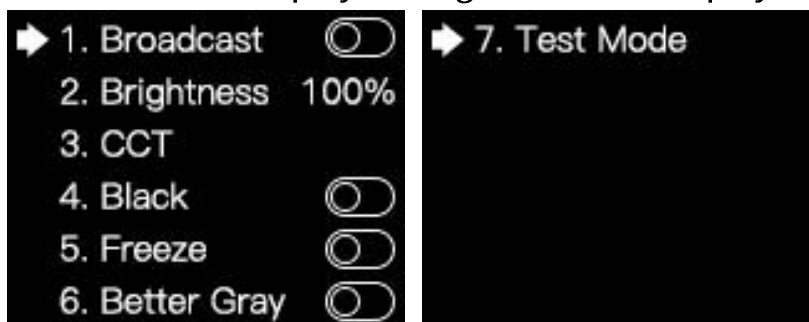 1. Broadcast
2. Brightness 100%
3. CCT
4. Black
5. Freeze
6. Better Gray
7. Test Mode